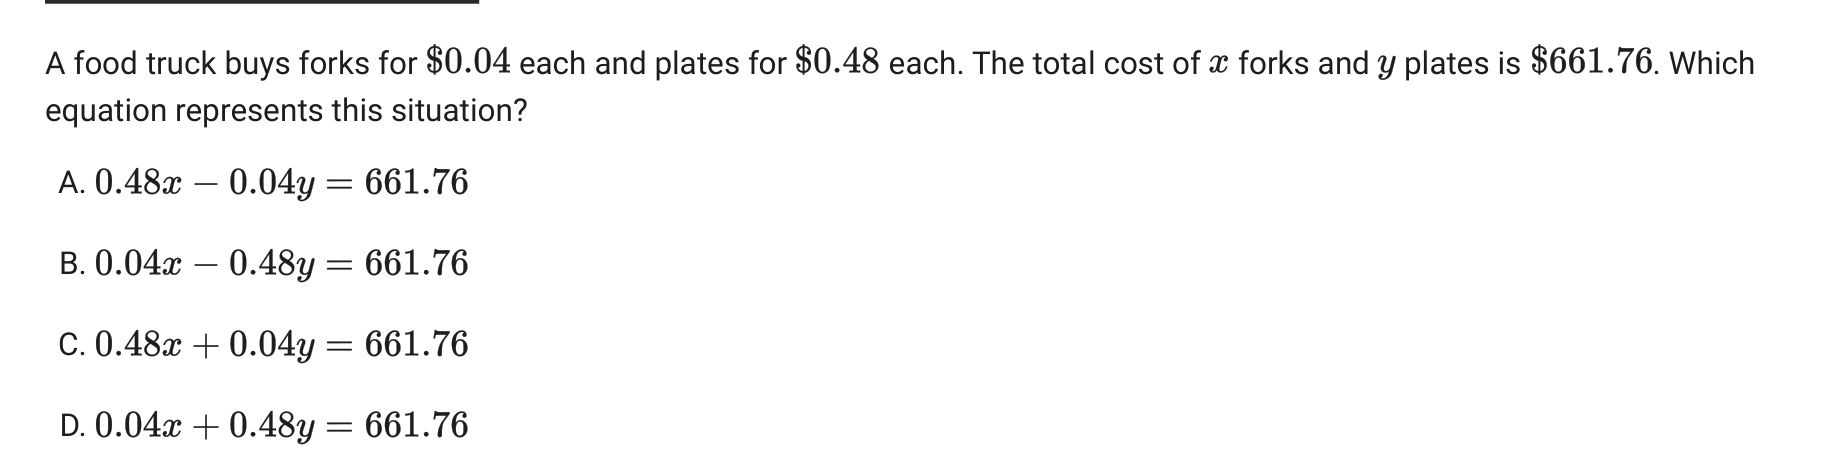 A food truck buys forks for $0.04 each and plates for $0.48 each. The total cost of x forks and y plates is $661.76. Which
equation represents this situation?
A. 0.48x − 0.04y = 661.76
B. 0.04x − 0.48y = 661.76
C. 0.48x + 0.04y = 661.76
D. 0.04x + 0.48y = 661.76